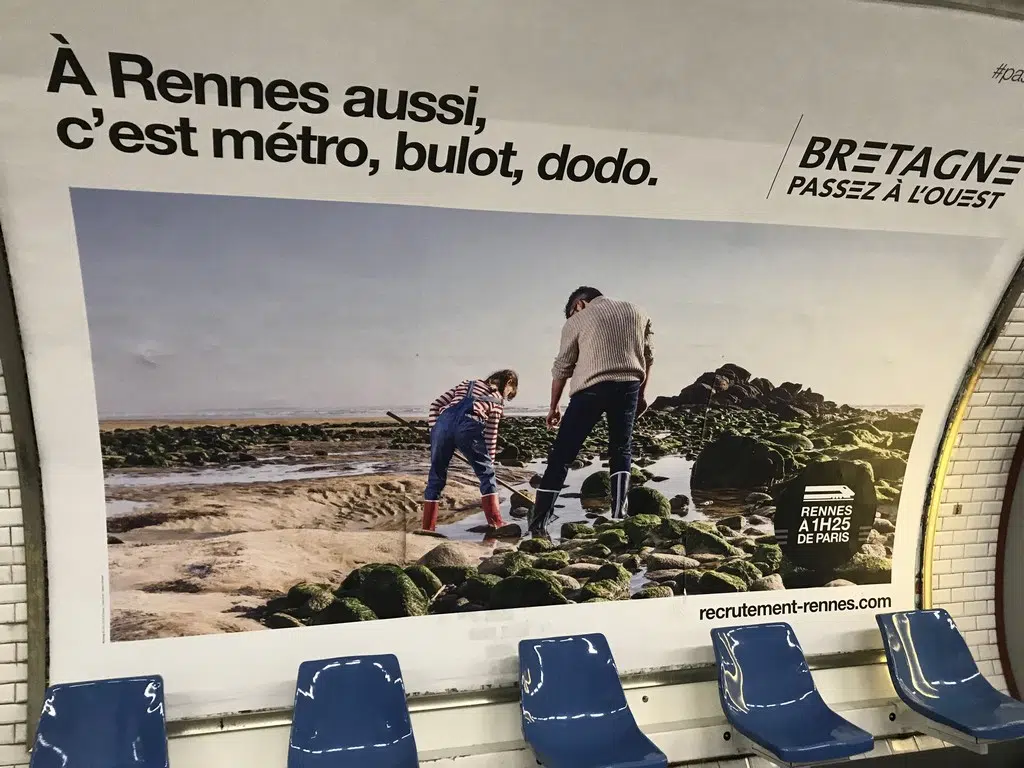 À Rennes aussi,
c'est métro, bulot, dodo.
BRETAGNE
PASSEZ À L'OUEST
RENNES
À 1H25
DE PARIS
recrutement-rennes.com